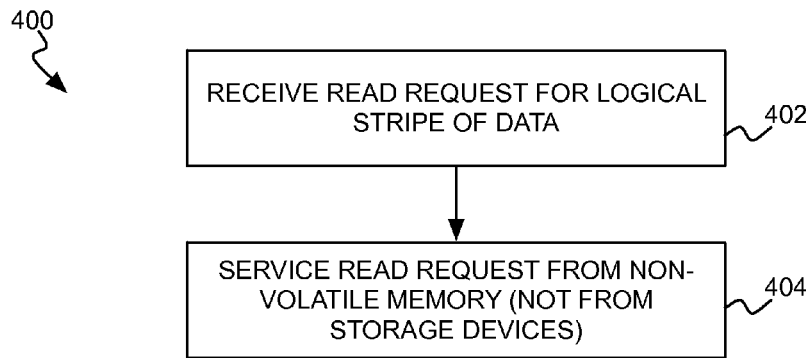 400
RECEIVE READ REQUEST FOR LOGICAL
STRIPE OF DATA
402
SERVICE READ REQUEST FROM NON-
VOLATILE MEMORY (NOT FROM
STORAGE DEVICES)
404